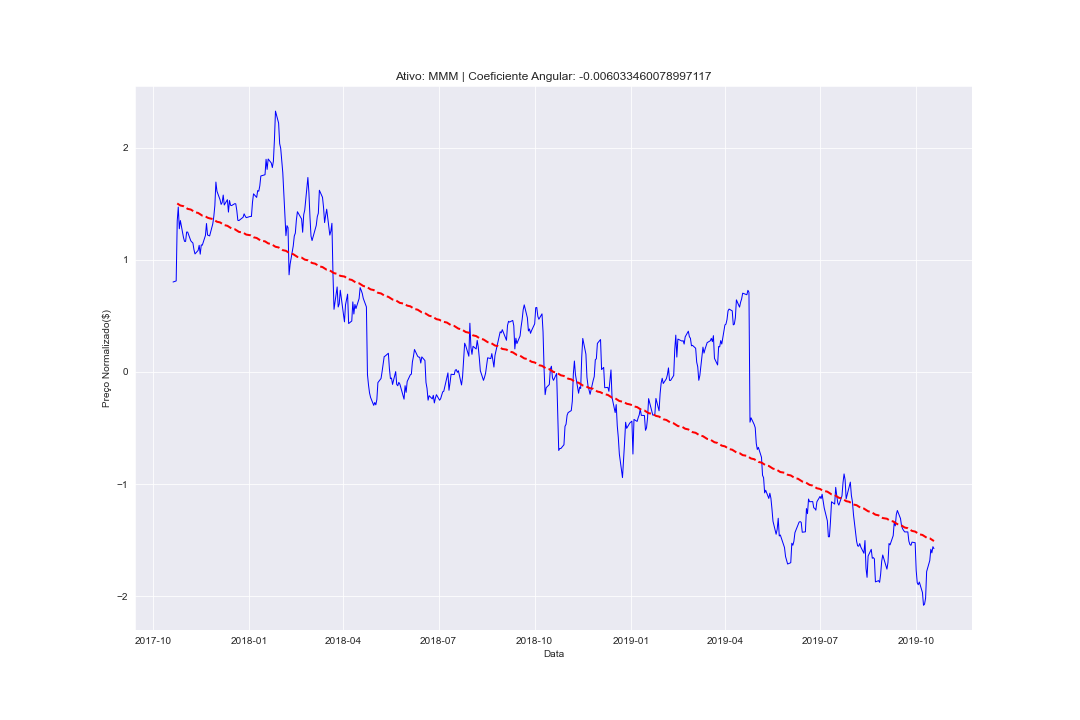 Ativo: MMM | Coeficiente Angular: -0.006033460078997117
Preço Normalizado($)
2
1
0
−1
−2
2017-10 2018-01 2018-04 2018-07 2018-10 2019-01 2019-04 2019-07 2019-10
Data